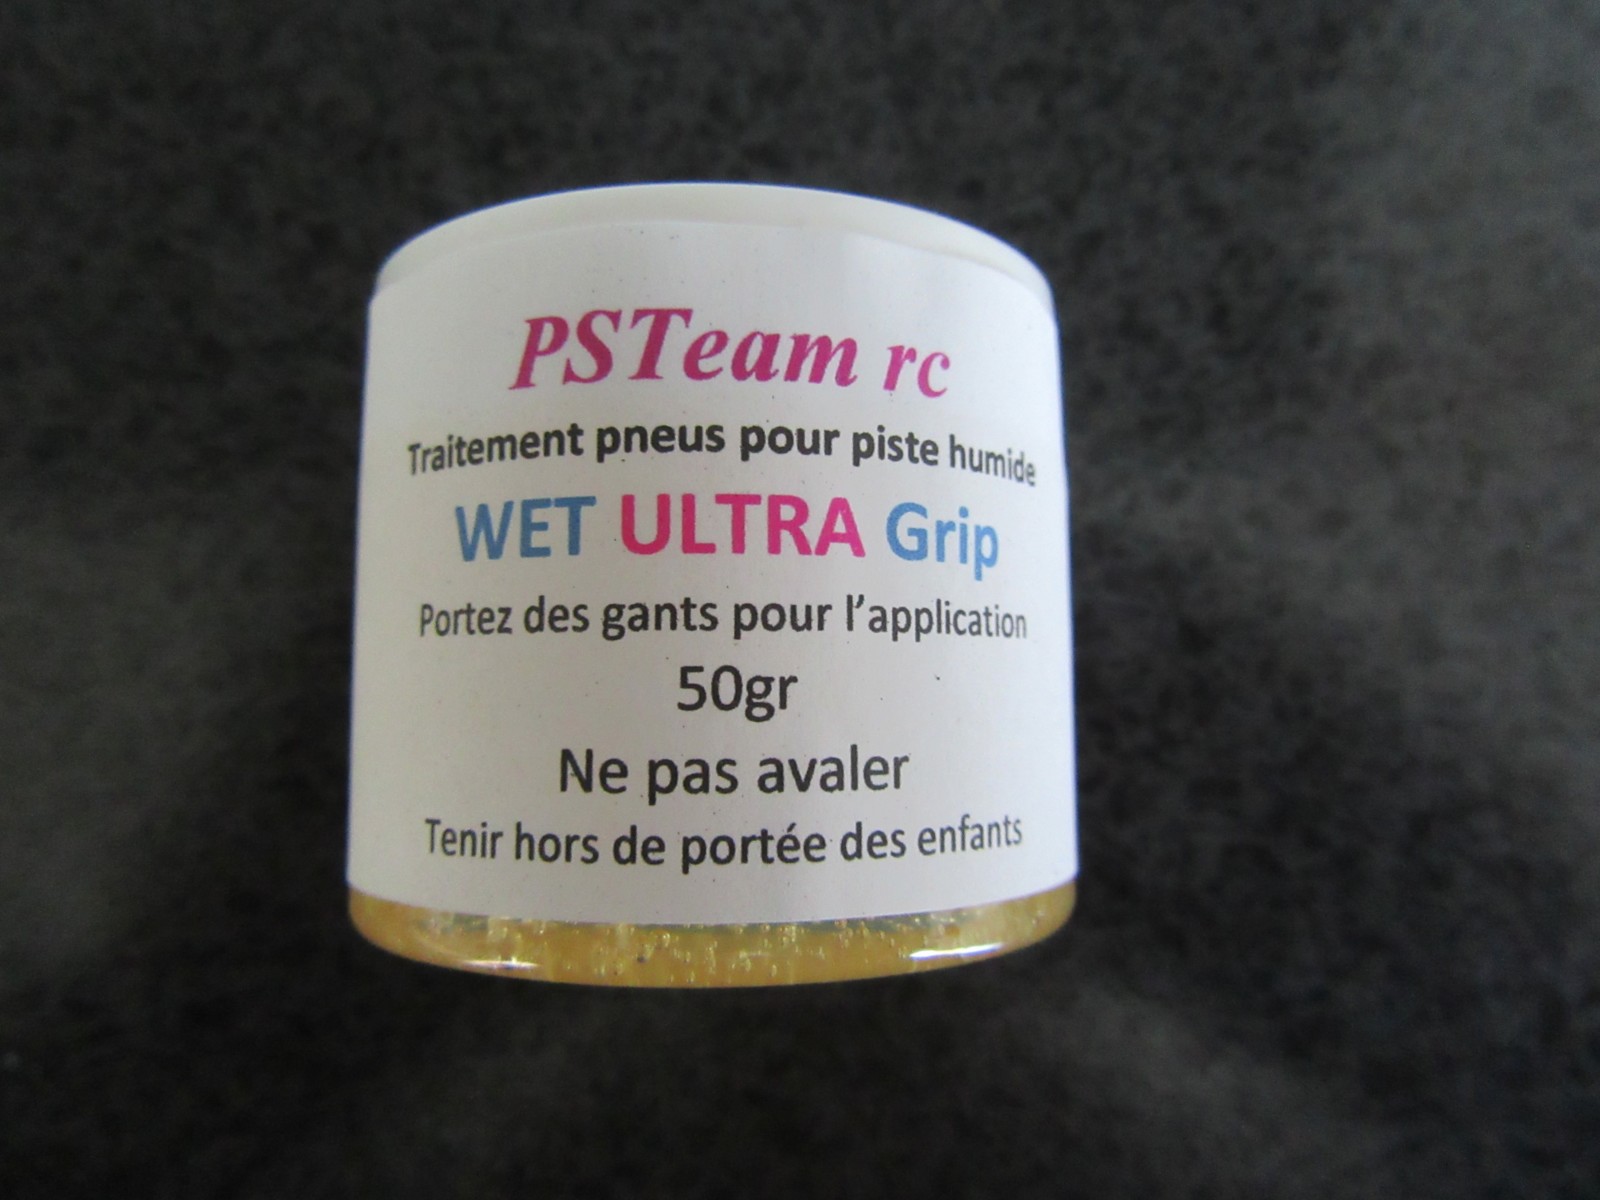 PSTeam rc
Traitement pneus pour piste humide
WET ULTRA Grip
Portez des gants pour l'application
50gr
Ne pas avaler
Tenir hors de portée des enfants